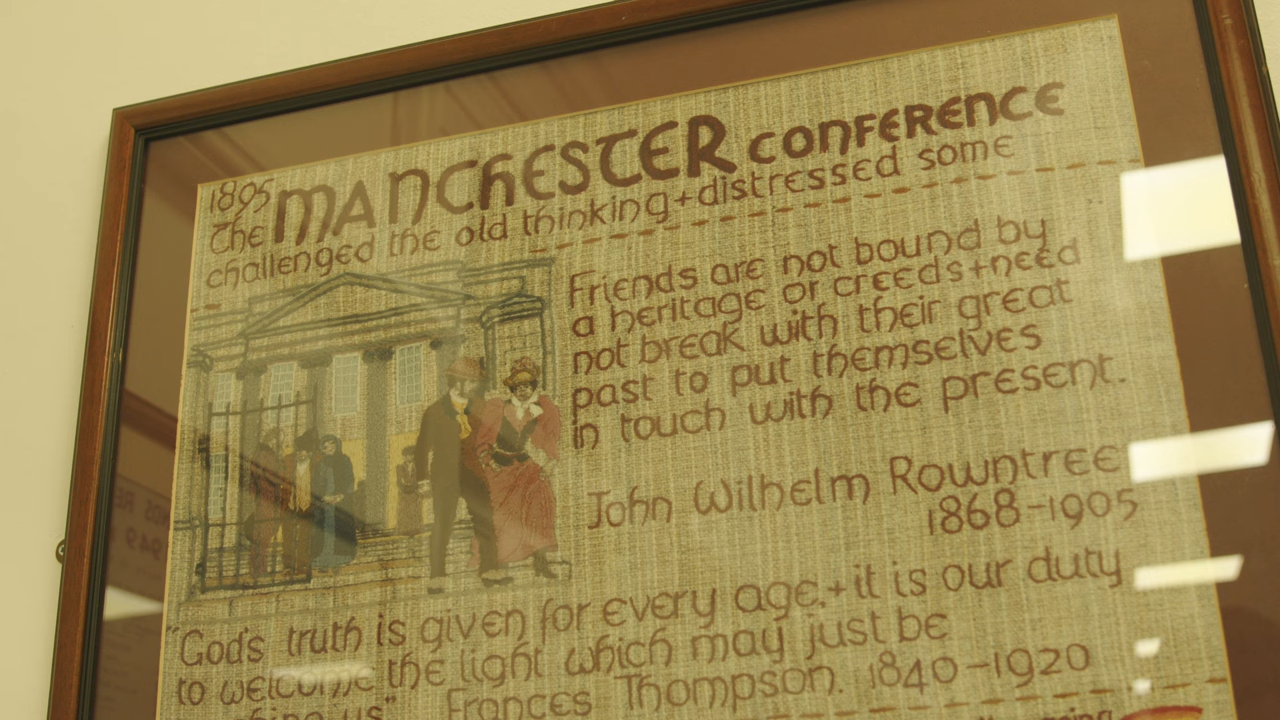 1895
The MANCHESTER CONFERENCE
challenged the old thinking + distressed some
Friends are not bound by
a heritage or creeds + need
not break with their great
past to put themselves
in touch with the present.
John Wilhelm Rowntree
1868-1905
"God's truth is given for every age, + it is our duty
to welcome the light which may just be
us" Frances Thompson. 1840-1920